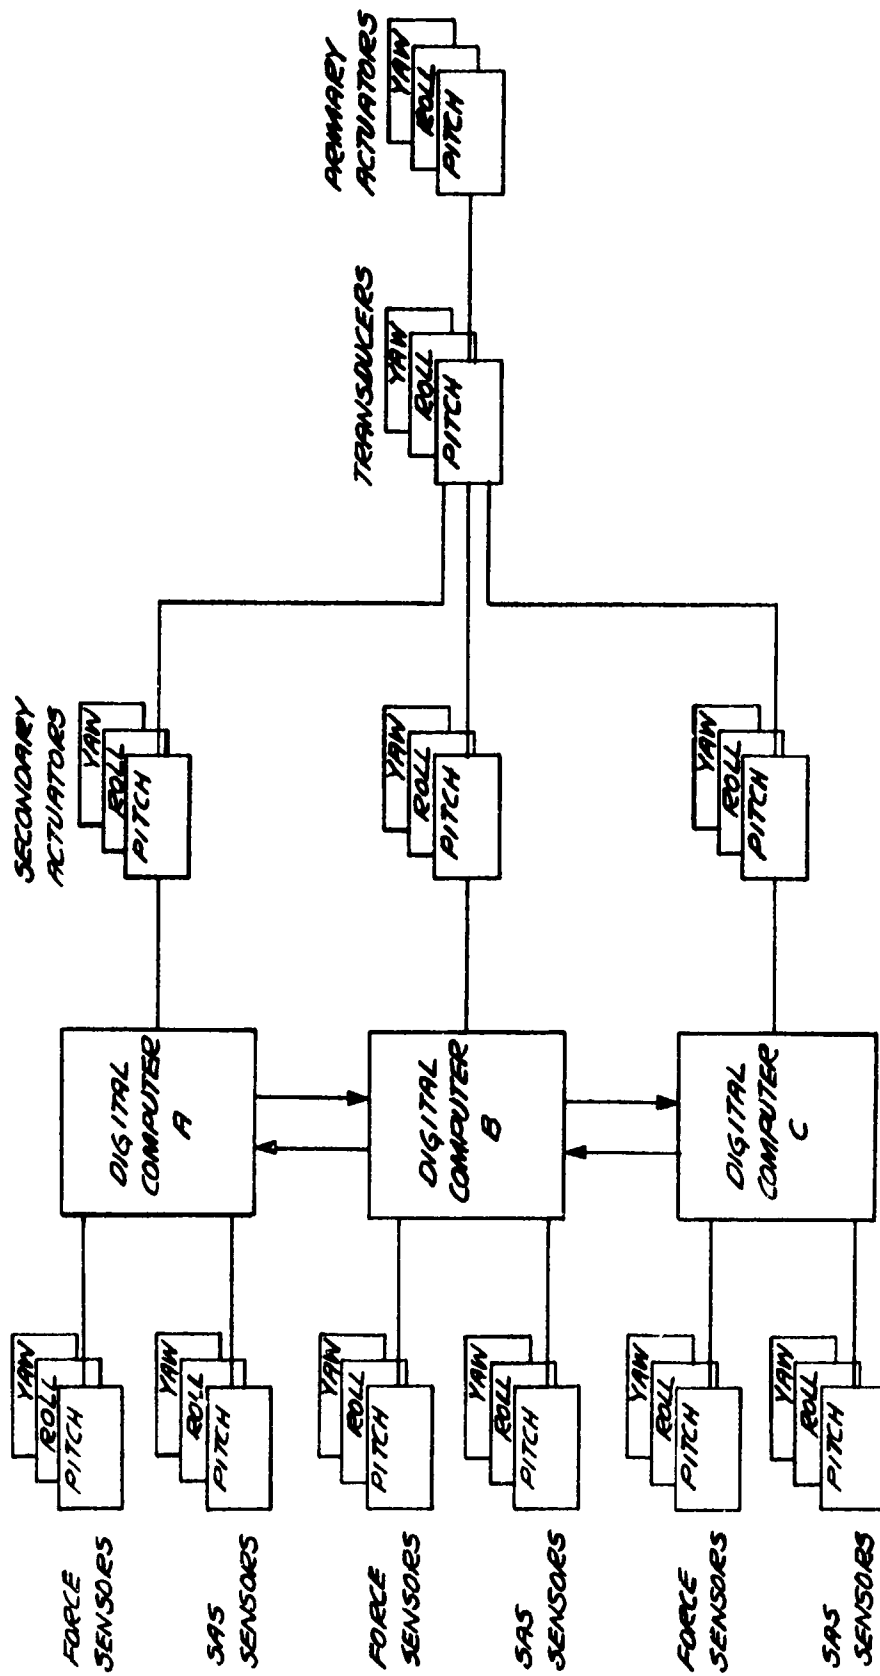 FORCE
SENSORS
PITCH
ROLL
YAW
SAS
SENSORS
PITCH
ROLL
YAW
DIGITAL
COMPUTER
A
SECONDARY
ACTUATORS
PITCH
ROLL
YAW
FORCE
SENSORS
PITCH
ROLL
YAW
SAS
SENSORS
PITCH
ROLL
YAW
DIGITAL
COMPUTER
B
PITCH
ROLL
YAW
TRANSDUCERS
PITCH
ROLL
YAW
PRIMARY
ACTUATORS
PITCH
ROLL
YAW
FORCE
SENSORS
PITCH
ROLL
YAW
SAS
SENSORS
PITCH
ROLL
YAW
DIGITAL
COMPUTER
C
PITCH
ROLL
YAW